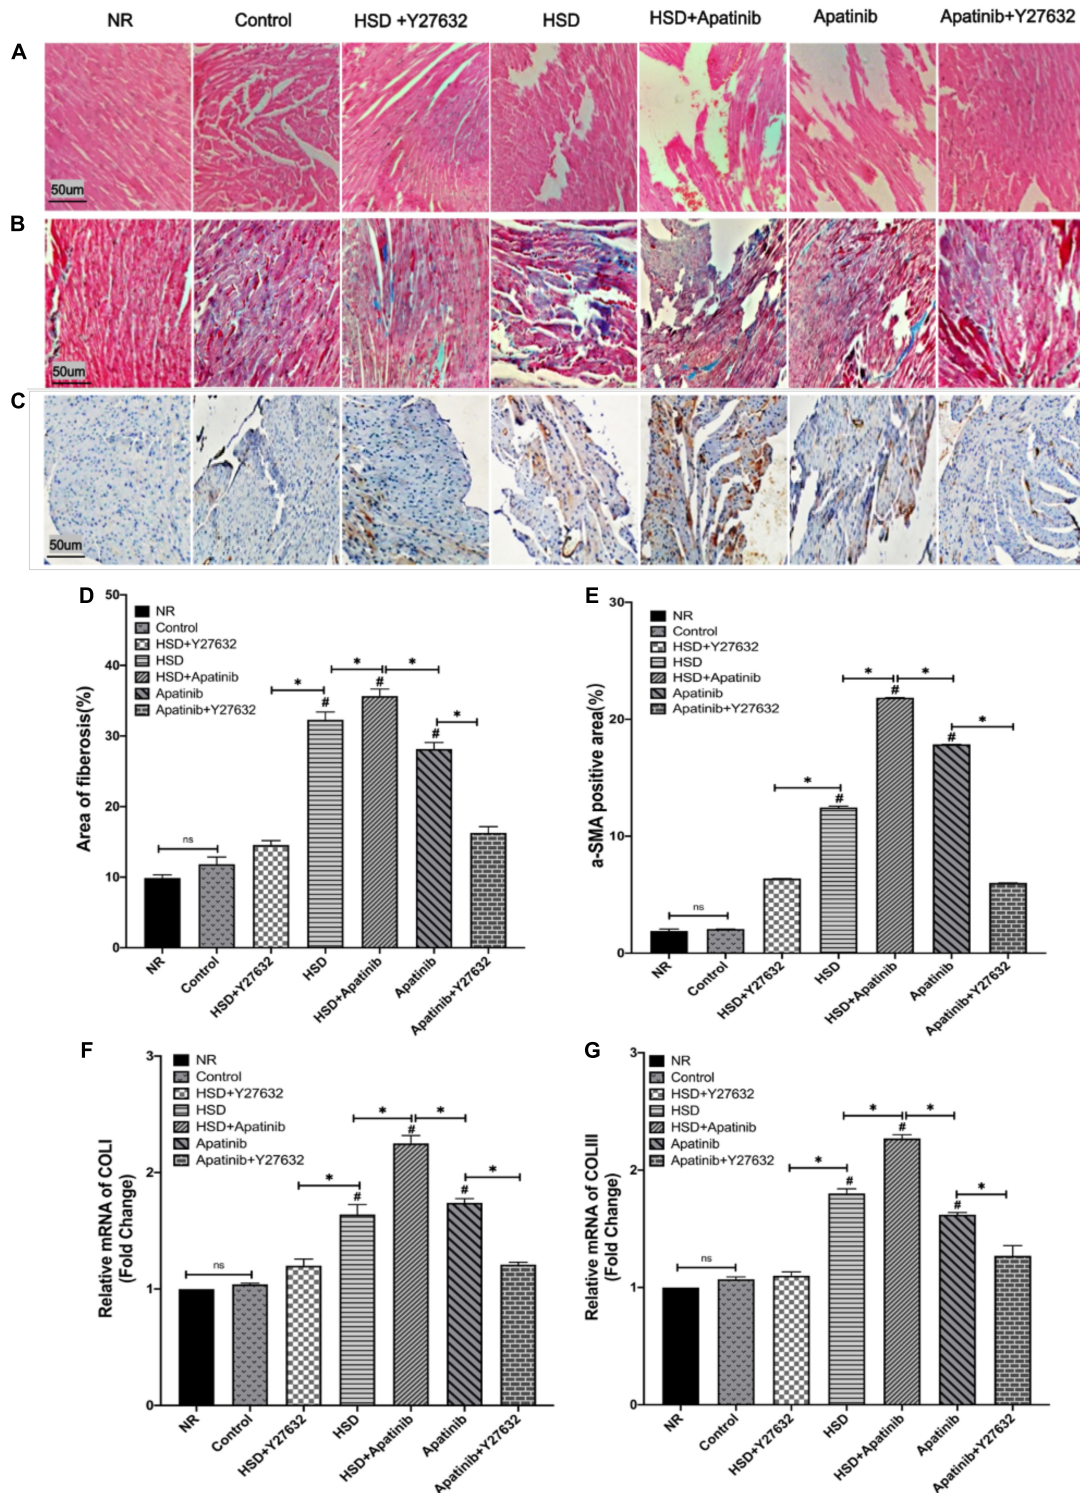 NR Control HSD +Y27632 HSD HSD+Apatinib Apatinib Apatinib+Y27632
A
50um
B
50um
C
50um
D
50
40
30
20
10
0
Area of fiberosis(%)
NR
Control
HSD+Y27632
HSD
HSD+Apatinib
Apatinib
Apatinib+Y27632
ns
*
#
*
#
*
#
*
NR
Control
HSD+Y27632
HSD
HSD+Apatinib
Apatinib
Apatinib+Y27632
E
30
20
10
0
a-SMA positive area(%)
NR
Control
HSD+Y27632
HSD
HSD+Apatinib
Apatinib
Apatinib+Y27632
ns
*
#
*
#
*
#
*
NR
Control
HSD+Y27632
HSD
HSD+Apatinib
Apatinib
Apatinib+Y27632
F
3
2
1
0
Relative mRNA of COLI
(Fold Change)
NR
Control
HSD+Y27632
HSD
HSD+Apatinib
Apatinib
Apatinib+Y27632
ns
*
#
*
#
*
#
*
NR
Control
HSD+Y27632
HSD
HSD+Apatinib
Apatinib
Apatinib+Y27632
G
3
2
1
0
Relative mRNA of COLIII
(Fold Change)
NR
Control
HSD+Y27632
HSD
HSD+Apatinib
Apatinib
Apatinib+Y27632
ns
*
#
*
#
*
#
*
NR
Control
HSD+Y27632
HSD
HSD+Apatinib
Apatinib
Apatinib+Y27632